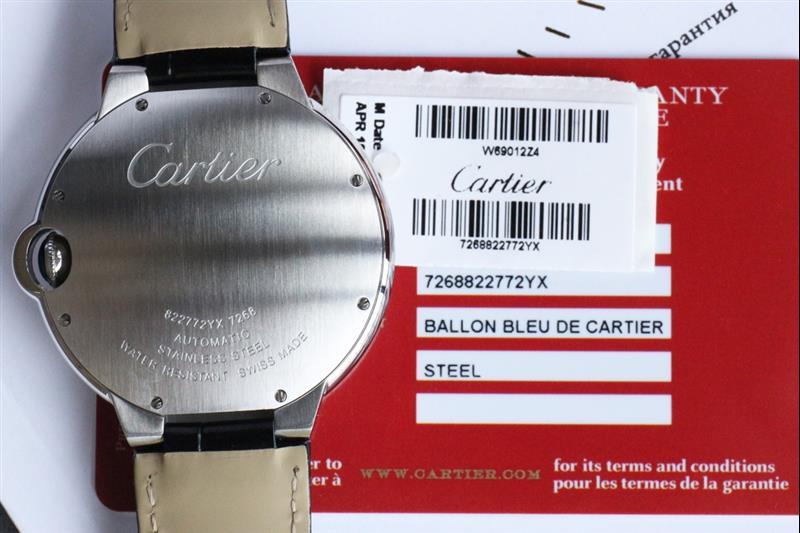 гарантия
ANTY
E
y
ent
M Date
APR 1
W69012Z4
Cartier
7268822772YX
7268822772YX
BALLON BLEU DE CARTIER
STEEL
er to
er à
WWW.CARTIER.COM
for its terms and conditions
pour les termes de la garantie
Cartier
822772YX 7268
AUTOMATIC
STAINLESS STEEL
WATER RESISTANT SWISS MADE